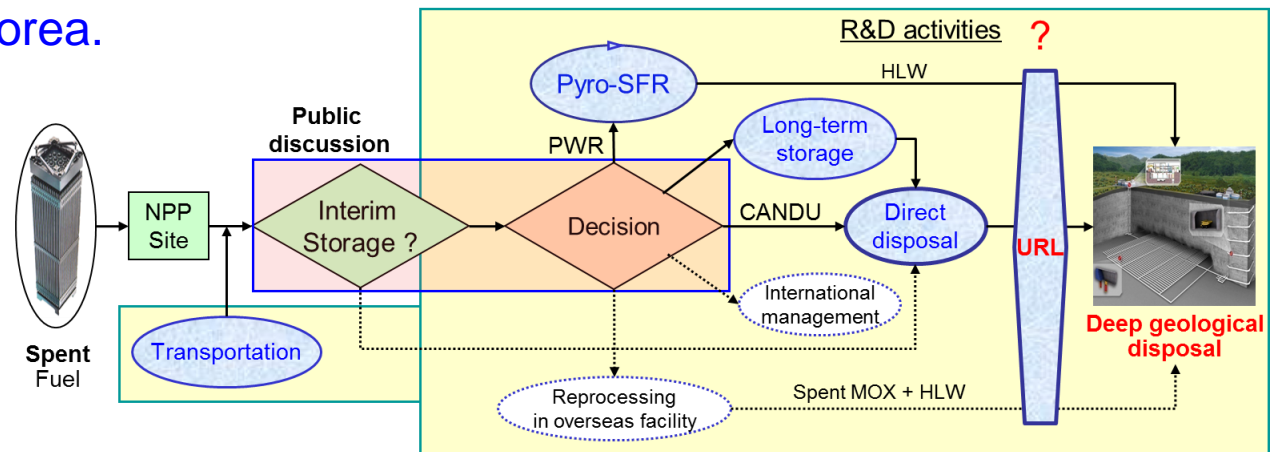 orea.
R&D activities
?
Pyro-SFR
HLW
Public
discussion
PWR
Long-term
storage
NPP
Site
Interim
Storage ?
Decision
CANDU
Direct
disposal
URL
International
management
Deep geological
disposal
Transportation
Spent
Fuel
Reprocessing
in overseas facility
Spent MOX + HLW